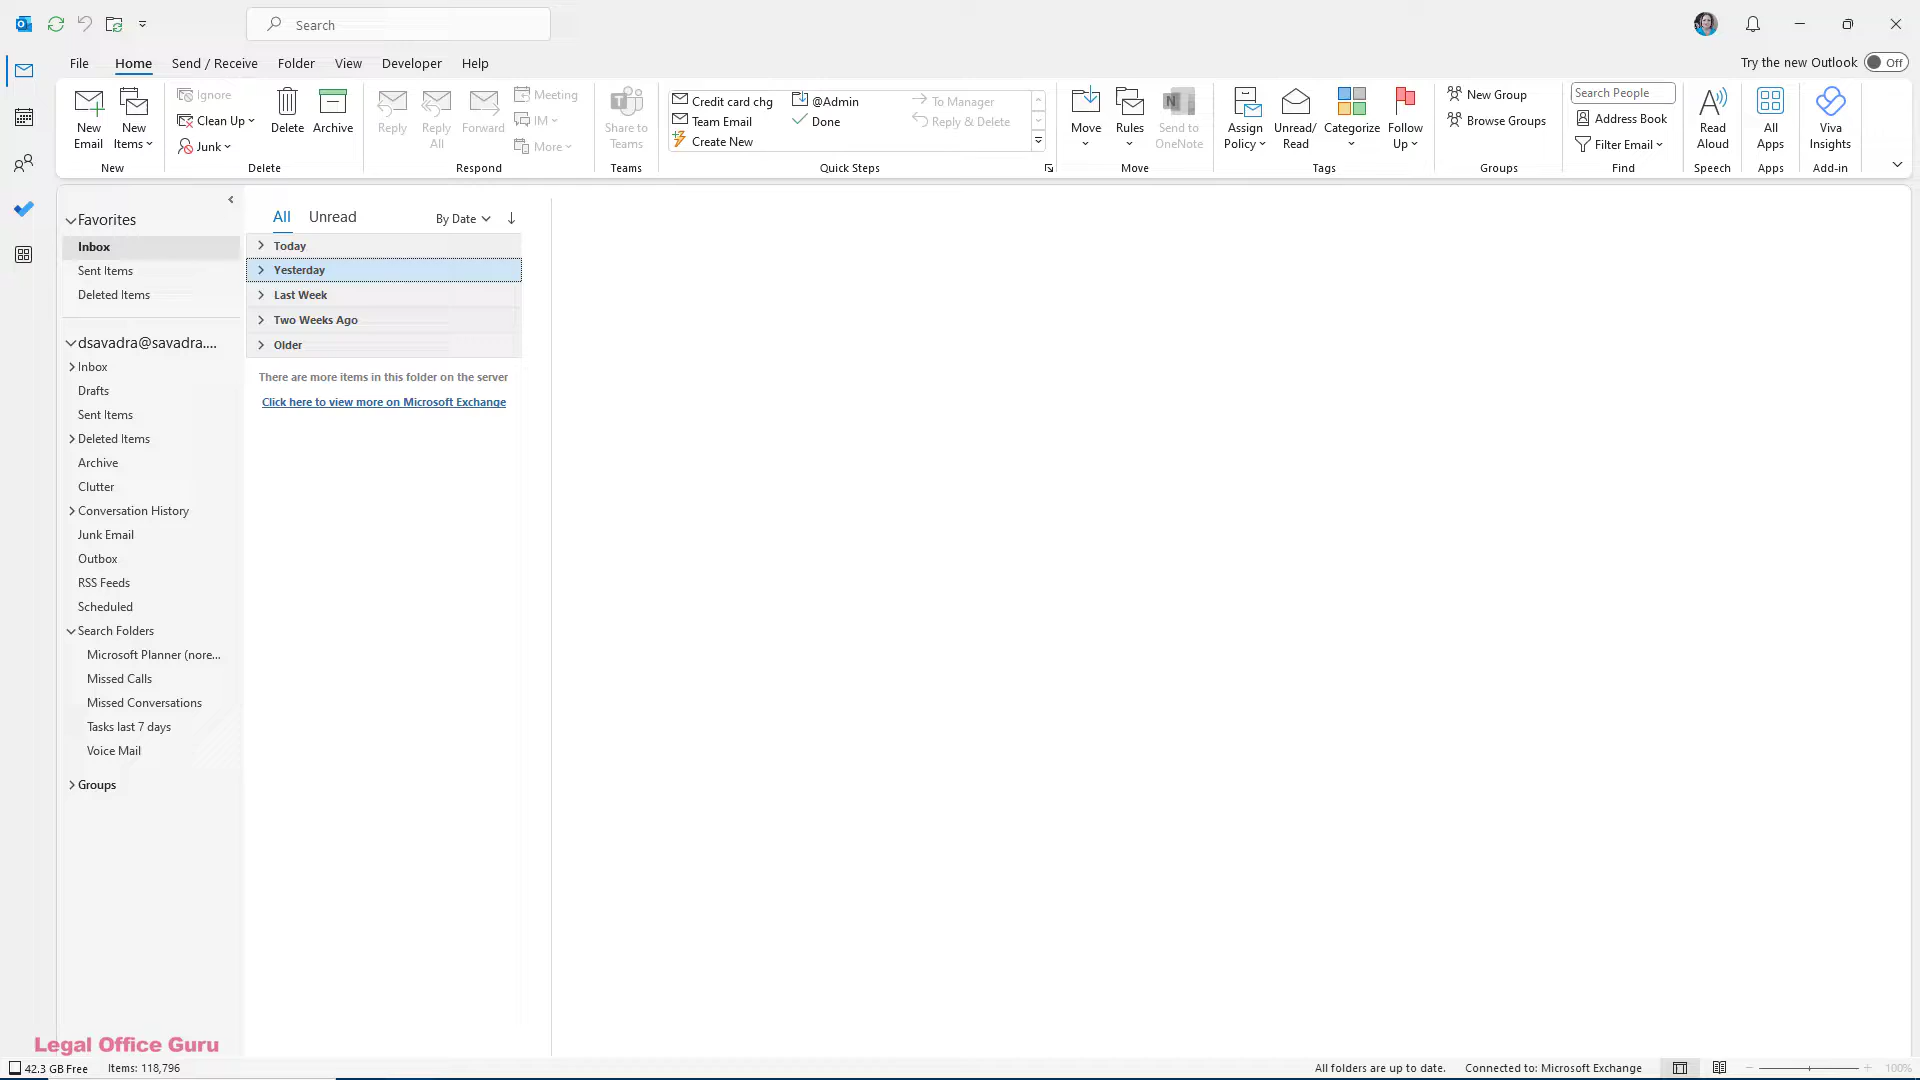 Search
File Home Send / Receive Folder View Developer Help
Try the new Outlook Off
New Email
New Items
New
Ignore
Clean Up
Junk
Delete
Archive
Delete
Reply
Reply All
Forward
Meeting
IM
More
Respond
Share to Teams
Teams
Credit card chg
Team Email
Create New
@Admin
Done
To Manager
Reply & Delete
Quick Steps
Move
Rules
Send to OneNote
Move
Assign Policy
Unread/ Read
Categorize
Follow Up
Tags
New Group
Browse Groups
Groups
Search People
Address Book
Filter Email
Find
Read Aloud
Speech
All Apps
Apps
Viva Insights
Add-in
Favorites
Inbox
Sent Items
Deleted Items
dsavadra@savadra....
Inbox
Drafts
Sent Items
Deleted Items
Archive
Clutter
Conversation History
Junk Email
Outbox
RSS Feeds
Scheduled
Search Folders
Microsoft Planner (nore...
Missed Calls
Missed Conversations
Tasks last 7 days
Voice Mail
Groups
All Unread By Date
Today
Yesterday
Last Week
Two Weeks Ago
Older
There are more items in this folder on the server
Click here to view more on Microsoft Exchange
Legal Office Guru
42.3 GB Free Items: 118,796
All folders are up to date. Connected to: Microsoft Exchange 100%